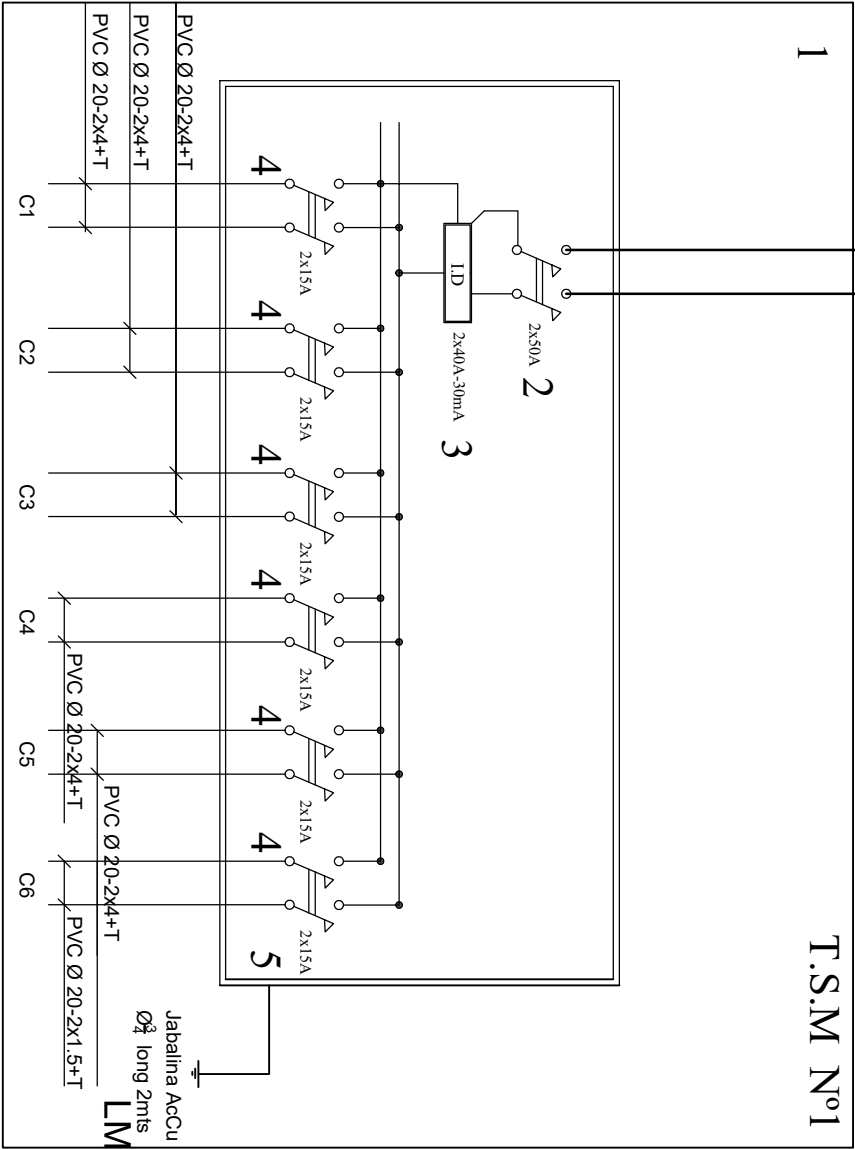 1
T.S.M Nº1
2x50A
2
I.D
2x40A-30mA
3
2x15A
2x15A
2x15A
2x15A
2x15A
2x15A
4
4
4
4
4
4
5
PVC Ø 20-2x4+T
PVC Ø 20-2x4+T
PVC Ø 20-2x4+T
Jabalina AcCu
Ø3/4 long 2mts
LM
PVC Ø 20-2x4+T
PVC Ø 20-2x4+T
PVC Ø 20-2x1.5+T
C1
C2
C3
C4
C5
C6